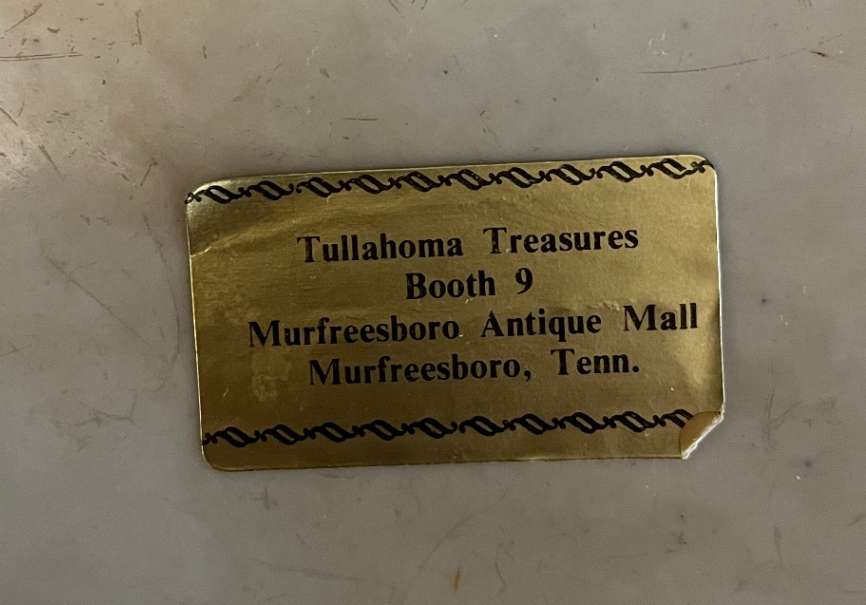 Tullahoma Treasures
Booth 9
Murfreesboro Antique Mall
Murfreesboro, Tenn.